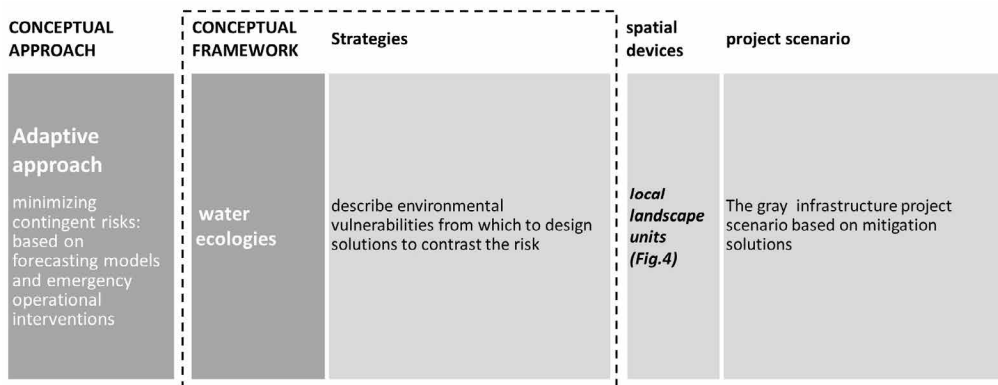 CONCEPTUAL
APPROACH
CONCEPTUAL
FRAMEWORK
Strategies
spatial
devices
project scenario
Adaptive
approach
minimizing
contingent risks:
based on
forecasting models
and emergency
operational
interventions
water
ecologies
describe environmental
vulnerabilities from which to design
solutions to contrast the risk
local
landscape
units
(Fig.4)
The gray infrastructure project
scenario based on mitigation
solutions